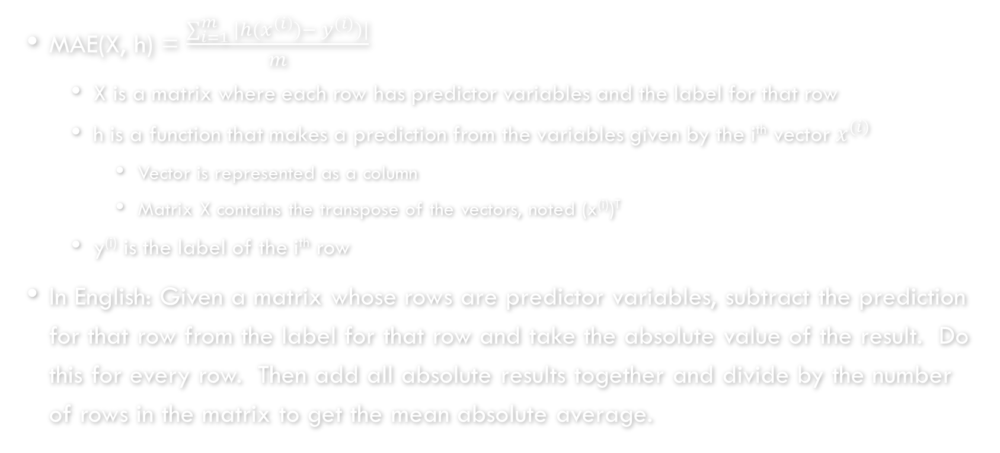 • MAE(X, h) = \frac{\sum_{i=1}^{m} |h(x^{(i)}) - y^{(i)})|}{m}
• X is a matrix where each row has predictor variables and the label for that row
• h is a function that makes a prediction from the variables given by the i^{th} vector x^{(i)}
• Vector is represented as a column
• Matrix X contains the transpose of the vectors, noted (x^{(i)})^{T}
• y^{(i)} is the label of the i^{th} row
• In English: Given a matrix whose rows are predictor variables, subtract the prediction
for that row from the label for that row and take the absolute value of the result.  Do
this for every row.  Then add all absolute results together and divide by the number
of rows in the matrix to get the mean absolute average.